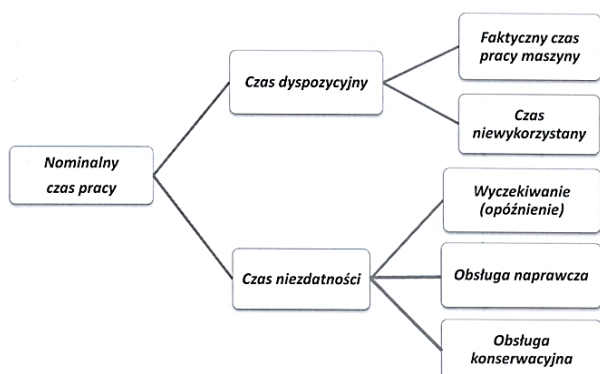 Nominalny
czas pracy
Czas dyspozycyjny
Faktyczny czas
pracy maszyny
Czas
niewykorzystany
Czas niezdatności
Wyczekiwanie
(opóźnienie)
Obsługa naprawcza
Obsługa
konserwacyjna